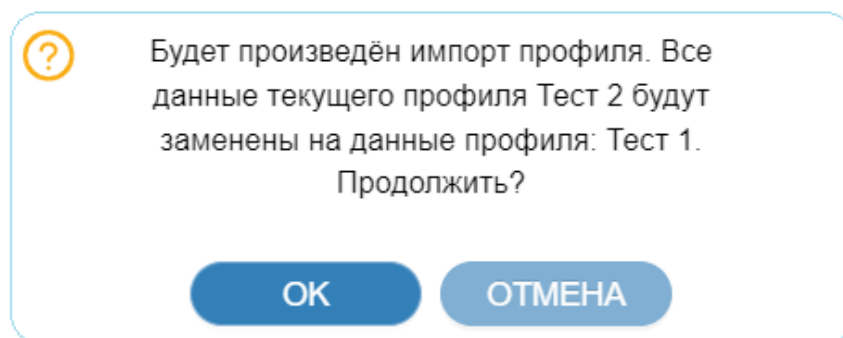 Будет произведён импорт профиля. Все
данные текущего профиля Тест 2 будут
заменены на данные профиля: Тест 1.
Продолжить?
ОК
ОТМЕНА